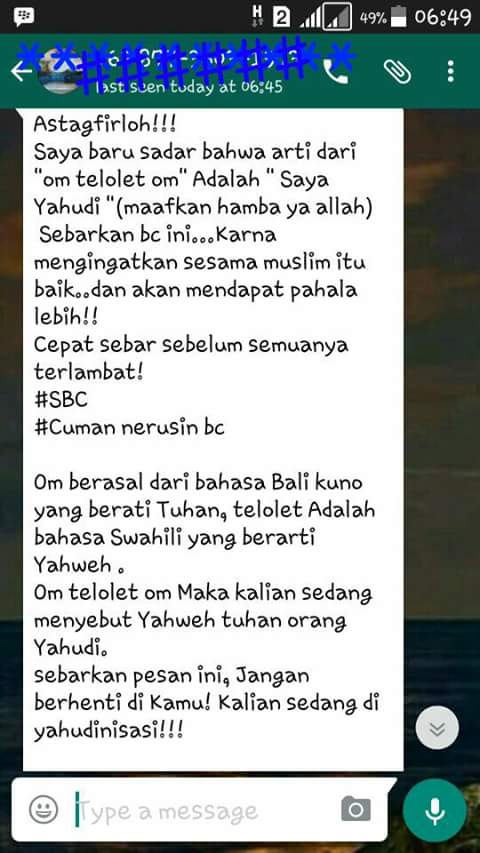 H 2 49% 06:49
last seen today at 06:45
Astagfirloh!!!
Saya baru sadar bahwa arti dari
"om telolet om" Adalah " Saya
Yahudi "(maafkan hamba ya allah)
Sebarkan bc ini...Karna
mengingatkan sesama muslim itu
baik..dan akan mendapat pahala
lebih!!
Cepat sebar sebelum semuanya
terlambat!
#SBC
#Cuman nerusin bc
Om berasal dari bahasa Bali kuno
yang berati Tuhan, telolet Adalah
bahasa Swahili yang berarti
Yahweh .
Om telolet om Maka kalian sedang
menyebut Yahweh tuhan orang
Yahudi.
sebarkan pesan ini, Jangan
berhenti di Kamu! Kalian sedang di
yahudinisasi!!!
Type a message